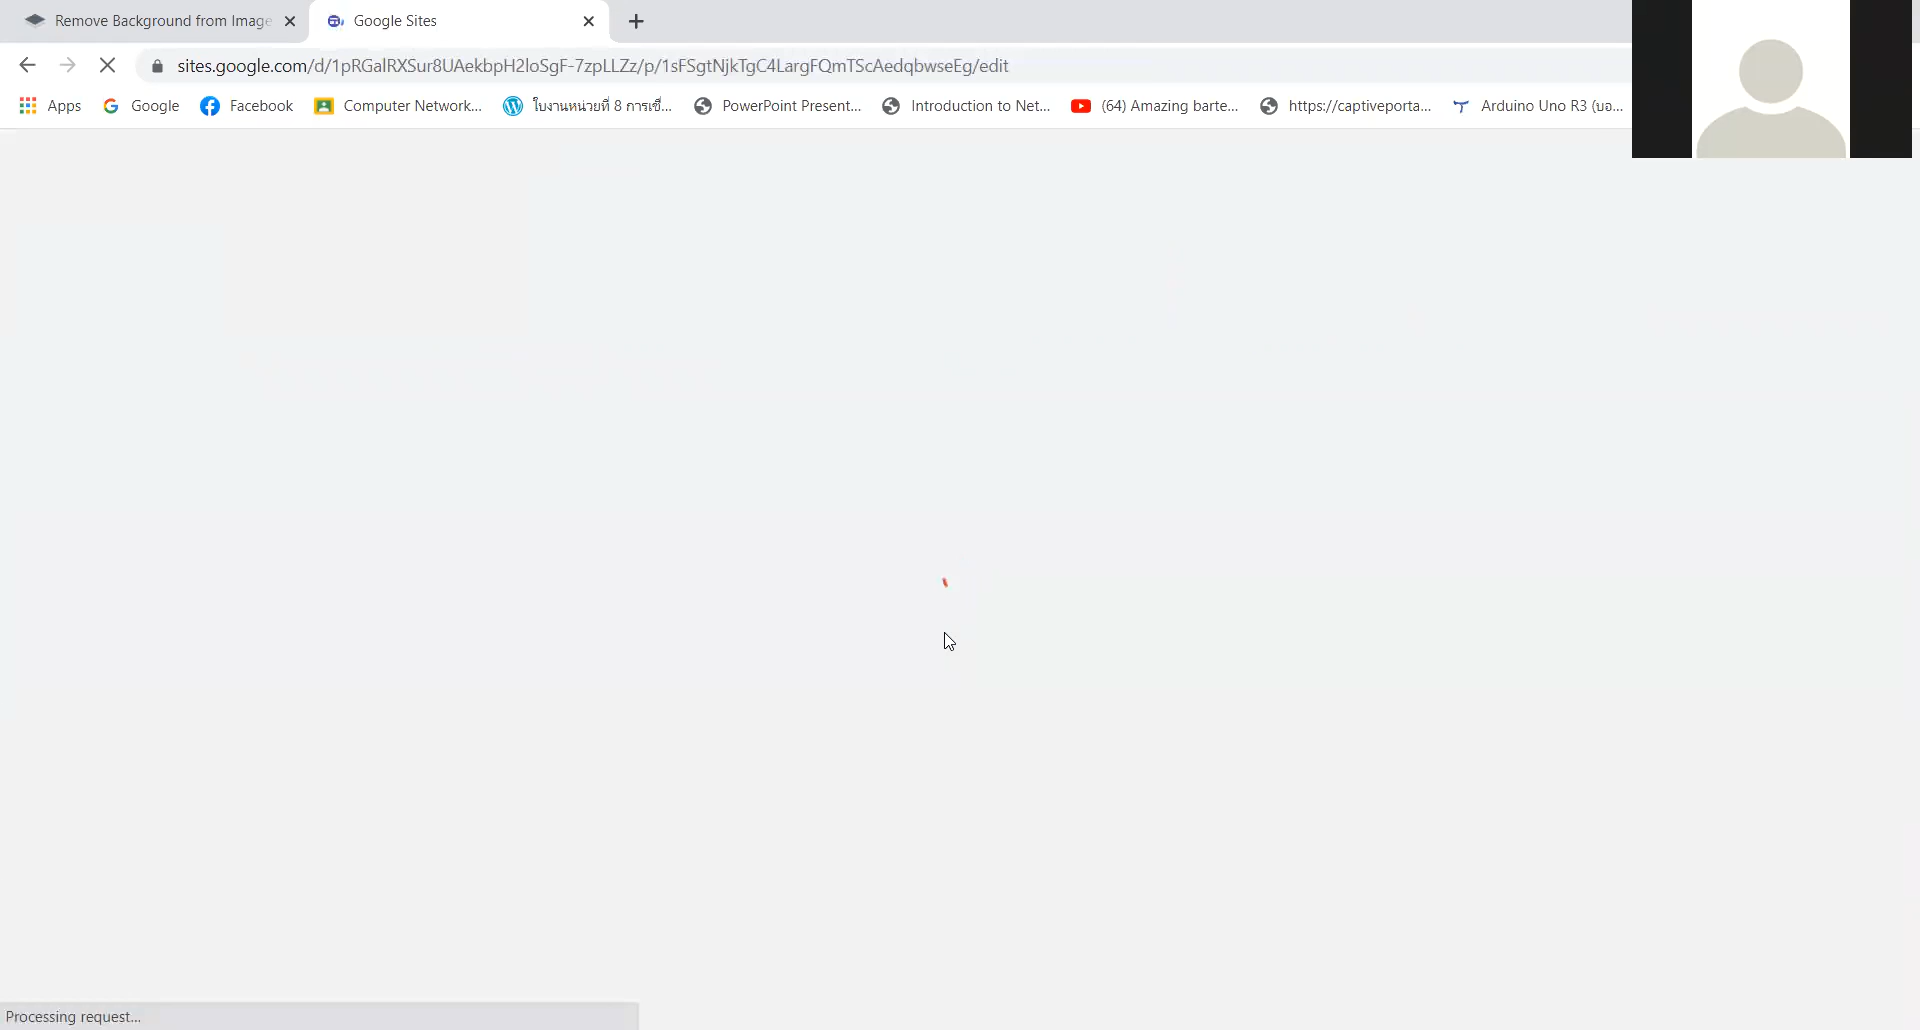 Remove Background from Image
Google Sites
sites.google.com/d/1pRGalRXSur8UAekbpH2loSgF-7zpLLZz/p/1sFSgtNjkTgC4LargFQmTScAedqbwseEg/edit
Apps
Google
Facebook
Computer Network...
ใบงานหน่วยที่ 8 การเชื่...
PowerPoint Present...
Introduction to Net...
(64) Amazing barte...
https://captiveporta...
Arduino Uno R3 (บอ...
Processing request...